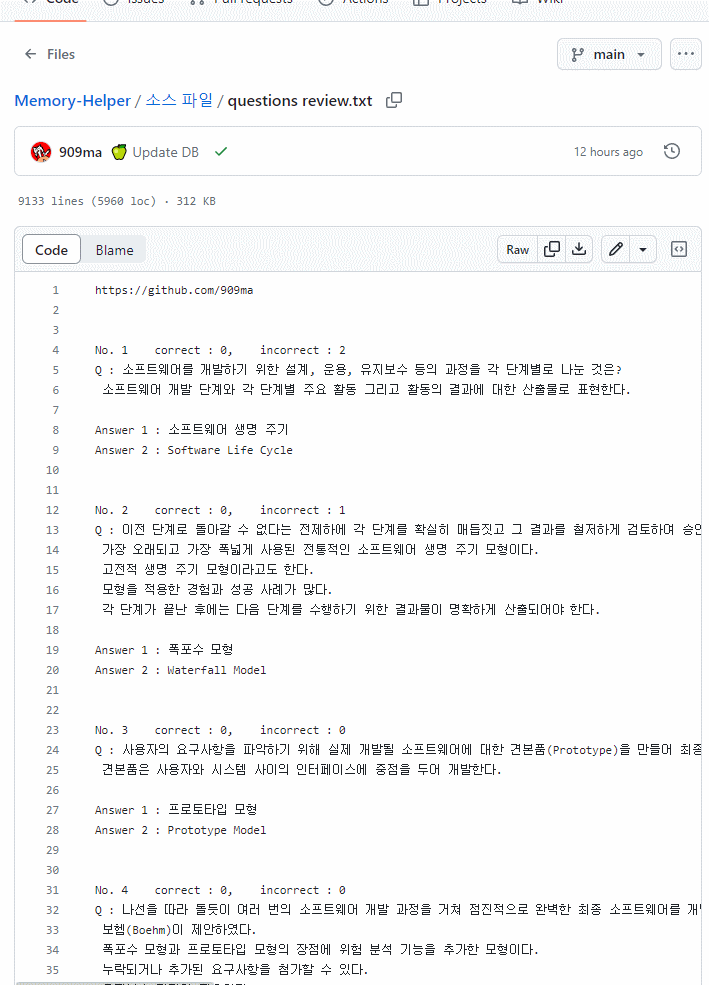 Code Issues Pull requests Actions Projects Wiki
Files
main
Memory-Helper / 소스 파일 / questions review.txt
909ma Update DB
12 hours ago
9133 lines (5960 loc) · 312 KB
Code Blame
Raw
1 https://github.com/909ma
2
3
4 No. 1 correct : 0, incorrect : 2
5 Q : 소프트웨어를 개발하기 위한 설계, 운용, 유지보수 등의 과정을 각 단계별로 나눈 것은?
6 소프트웨어 개발 단계와 각 단계별 주요 활동 그리고 활동의 결과에 대한 산출물로 표현한다.
7
8 Answer 1 : 소프트웨어 생명 주기
9 Answer 2 : Software Life Cycle
10
11
12 No. 2 correct : 0, incorrect : 1
13 Q : 이전 단계로 돌아갈 수 없다는 전제하에 각 단계를 확실히 매듭짓고 그 결과를 철저하게 검토하여 승인
14 가장 오래되고 가장 폭넓게 사용된 전통적인 소프트웨어 생명 주기 모형이다.
15 고전적 생명 주기 모형이라고도 한다.
16 모형을 적용한 경험과 성공 사례가 많다.
17 각 단계가 끝난 후에는 다음 단계를 수행하기 위한 결과물이 명확하게 산출되어야 한다.
18
19 Answer 1 : 폭포수 모형
20 Answer 2 : Waterfall Model
21
22
23 No. 3 correct : 0, incorrect : 0
24 Q : 사용자의 요구사항을 파악하기 위해 실제 개발될 소프트웨어에 대한 견본품(Prototype)을 만들어 최종
25 견본품은 사용자와 시스템 사이의 인터페이스에 중점을 두어 개발한다.
26
27 Answer 1 : 프로토타입 모형
28 Answer 2 : Prototype Model
29
30
31 No. 4 correct : 0, incorrect : 0
32 Q : 나선을 따라 돌듯이 여러 번의 소프트웨어 개발 과정을 거쳐 점진적으로 완벽한 최종 소프트웨어를
33 보헴(Boehm)이 제안하였다.
34 폭포수 모형과 프로토타입 모형의 장점에 위험 분석 기능을 추가한 모형이다.
35 누락되거나 추가된 요구사항을 첨가할 수 있다.